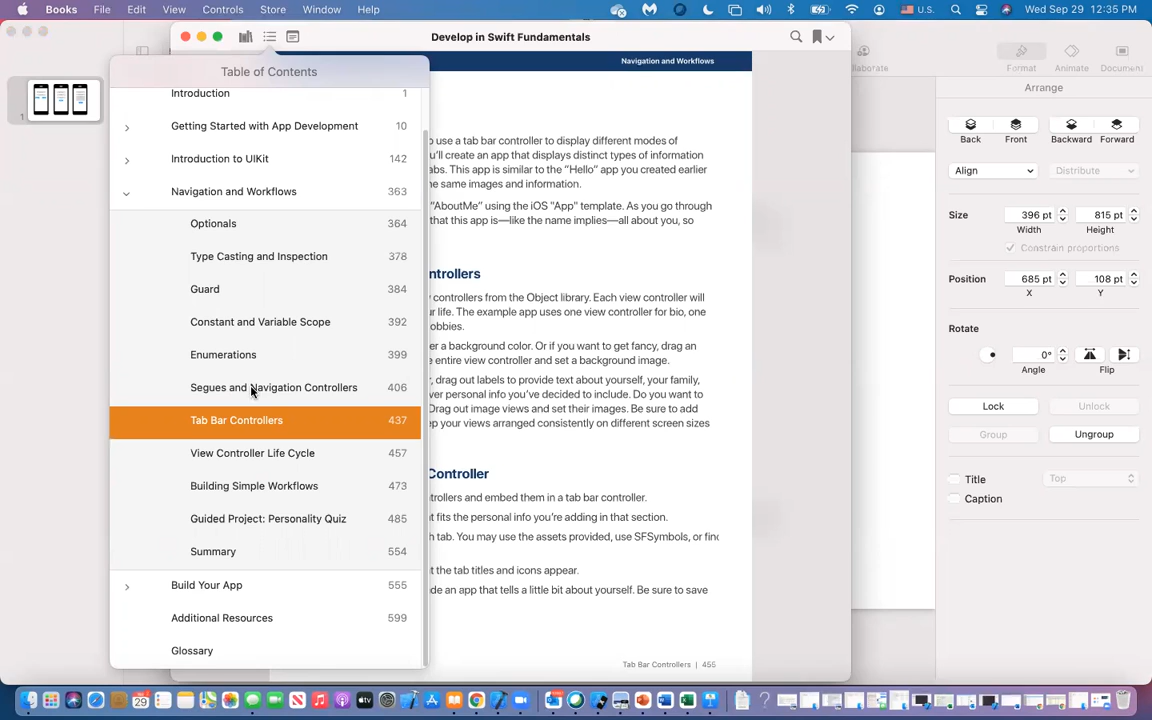 Books File Edit View Controls Store Window Help
U.S. Wed Sep 29 12:35 PM
Develop in Swift Fundamentals
Table of Contents
Introduction 1
Getting Started with App Development 10
Introduction to UIKit 142
Navigation and Workflows 363
Optionals 364
Type Casting and Inspection 378
Guard 384
Constant and Variable Scope 392
Enumerations 399
Segues and Navigation Controllers 406
Tab Bar Controllers 437
View Controller Life Cycle 457
Building Simple Workflows 473
Guided Project: Personality Quiz 485
Summary 554
Build Your App 555
Additional Resources 599
Glossary
Navigation and Workflows
use a tab bar controller to display different modes of
u'll create an app that displays distinct types of information
abs. This app is similar to the “Hello” app you created earlier
e same images and information.
“AboutMe” using the iOS "App" template. As you go through
that this app is—like the name implies—all about you, so
ntrollers
controllers from the Object library. Each view controller will
r life. The example app uses one view controller for bio, one
obbies.
er a background color. Or if you want to get fancy, drag an
entire view controller and set a background image.
, drag out labels to provide text about yourself, your family,
ver personal info you've decided to include. Do you want to
Drag out image views and set their images. Be sure to add
p your views arranged consistently on different screen sizes
Controller
trollers and embed them in a tab bar controller.
t fits the personal info you're adding in that section.
h tab. You may use the assets provided, use SFSymbols, or find
t the tab titles and icons appear.
de an app that tells a little bit about yourself. Be sure to save
Tab Bar Controllers | 455
1
laborate
Format Animate Document
Arrange
Back Front Backward Forward
Align Distribute
Size 396 pt 815 pt
Width Height
Constrain proportions
Position 685 pt 108 pt
X Y
Rotate 0°
Angle Flip
Lock Unlock
Group Ungroup
Title Top
Caption